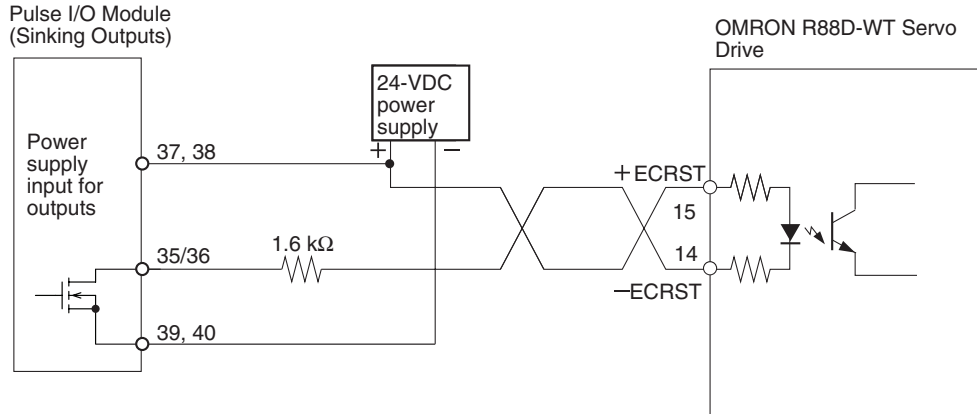 Pulse I/O Module
(Sinking Outputs)
OMRON R88D-WT Servo
Drive
24-VDC
power
supply
+ −
Power
supply
input for
outputs
37, 38
+ECRST
15
35/36
1.6 kΩ
14
−ECRST
39, 40